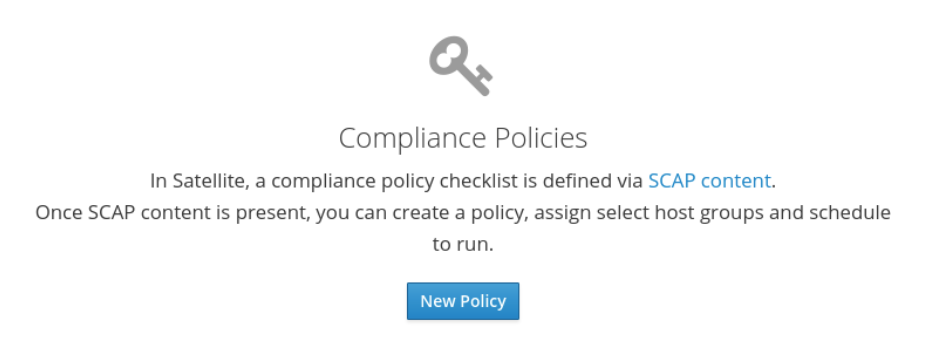 Compliance Policies
In Satellite, a compliance policy checklist is defined via SCAP content.
Once SCAP content is present, you can create a policy, assign select host groups and schedule
to run.
New Policy